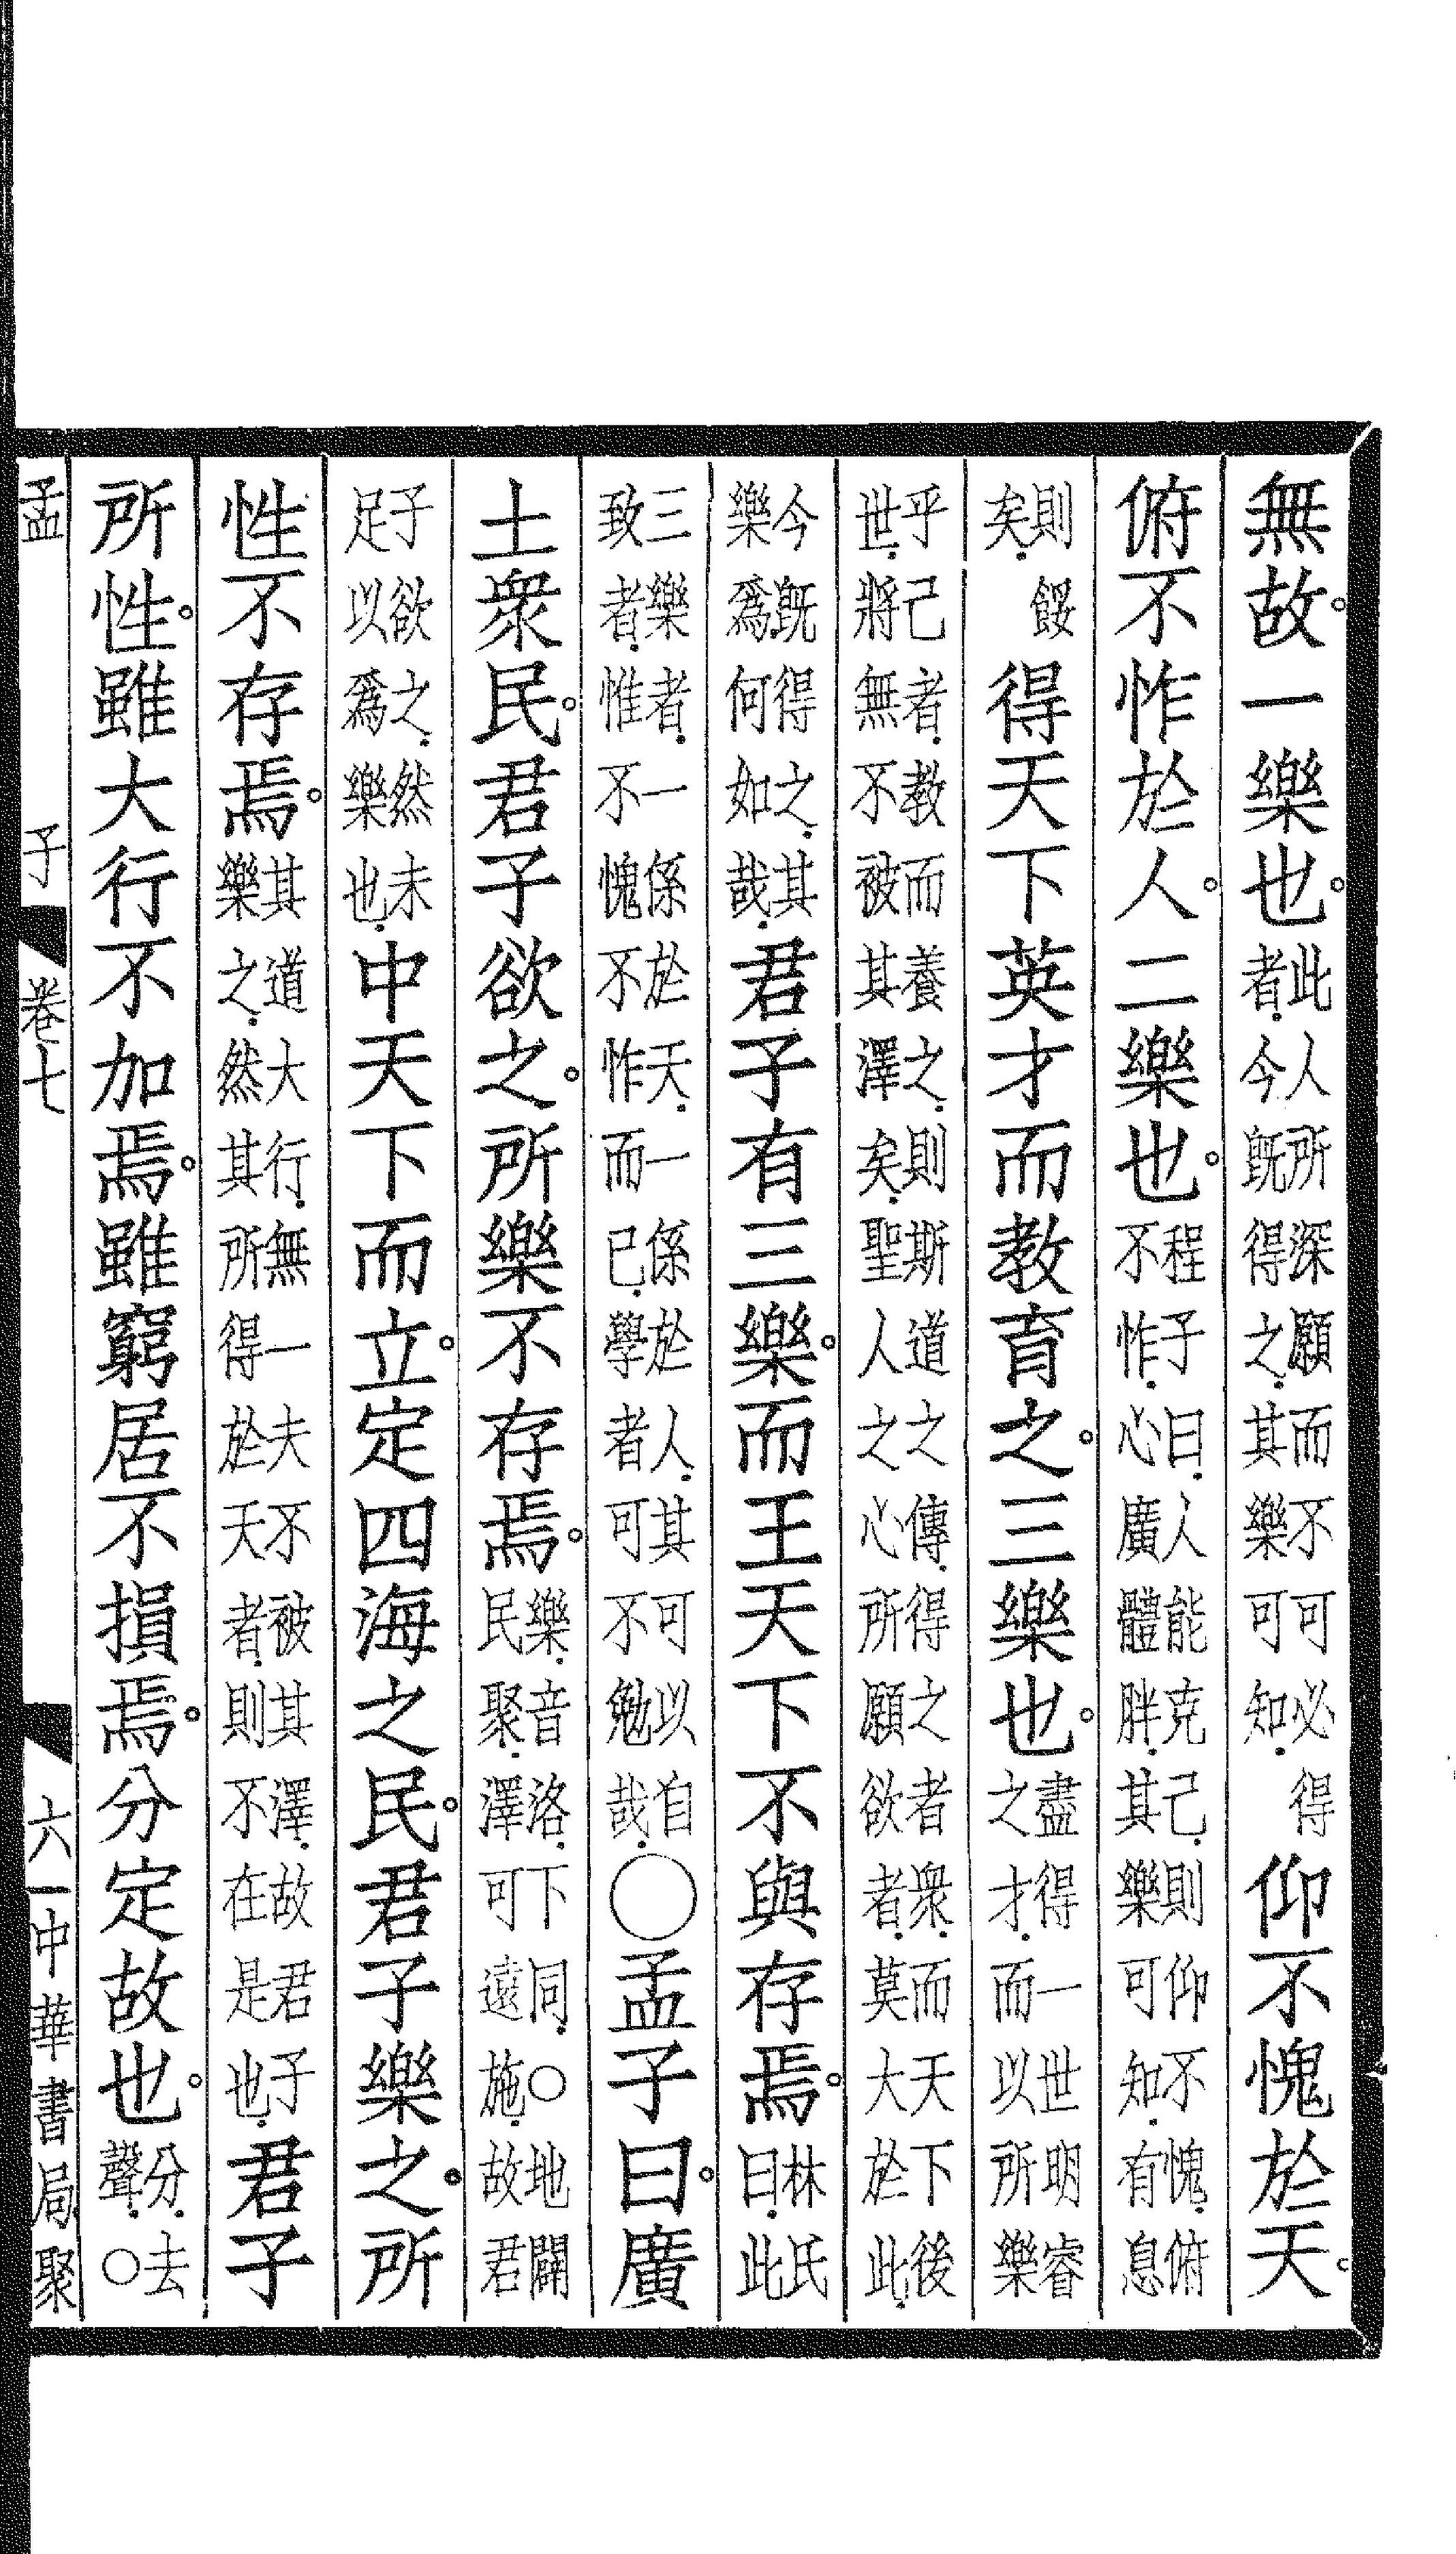 無故。一樂也。此人所深願而不可必得者.今既得之.其樂可知.仰不愧於天。
俯不怍於人。二樂也。程子曰.人能克己.則仰不愧.俯不怍.心廣體胖.其樂可知.有息
則餒矣.得天下英才而教育之。三樂也。盡得一世明睿之才.而以所樂
乎己者.教而養之.則斯道之傳.得之者衆.而天下後世.將無不被其澤矣.聖人之心所願欲者.莫大於此.
今既得之.其樂爲何如哉.君子有三樂。而王天下不與存焉。林氏曰.此
三樂者.一係於天.一係於人.其可以自致者.惟不愧不怍而已.學者可不勉哉.○孟子曰。廣
土衆民。君子欲之。所樂不存焉。樂.音洛.下同.○地闢民聚.澤可遠施.故君
子欲之.然未足以爲樂也.中天下而立。定四海之民。君子樂之。所
性不存焉。其道大行.無一夫不被其澤.故君子樂之.然其所得於天者.則不在是也.君子
所性。雖大行不加焉。雖窮居不損焉。分定故也。分.去聲.○
孟子 卷七 六 中華書局聚